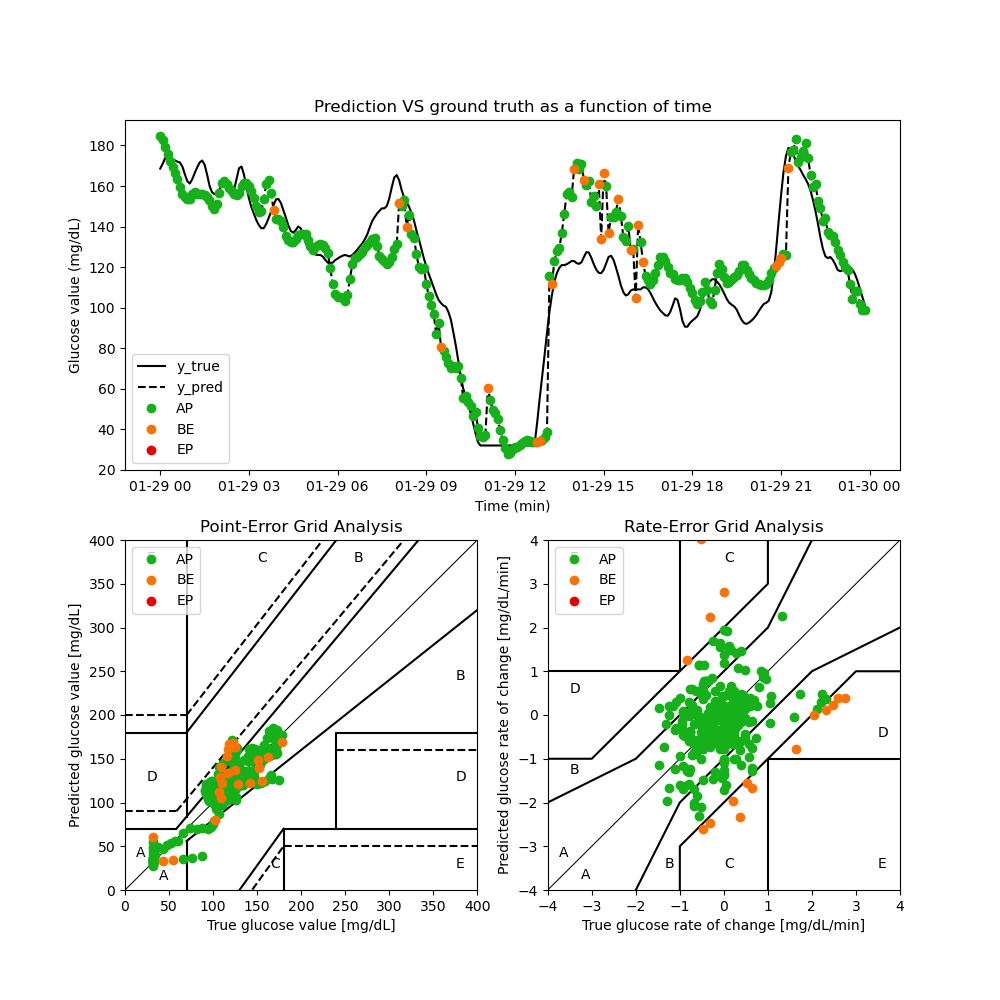 Prediction VS ground truth as a function of time
Glucose value (mg/dL)
180
160
140
120
100
80
60
40
20
y_true
y_pred
AP
BE
EP
01-29 00 01-29 03 01-29 06 01-29 09 01-29 12 01-29 15 01-29 18 01-29 21 01-30 00
Time (min)
Point-Error Grid Analysis
Predicted glucose value [mg/dL]
400
350
300
250
200
150
100
50
0
AP
BE
EP
C
B
B
D
D
A
A
C
E
0 50 100 150 200 250 300 350 400
True glucose value [mg/dL]
Rate-Error Grid Analysis
Predicted glucose rate of change [mg/dL/min]
4
3
2
1
0
−1
−2
−3
−4
AP
BE
EP
C
D
D
B
A
A
B
C
E
−4 −3 −2 −1 0 1 2 3 4
True glucose rate of change [mg/dL/min]